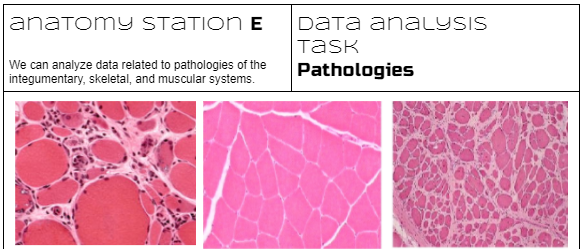 anatomy station E
Data analysis
Task
Pathologies
We can analyze data related to pathologies of the
integumentary, skeletal, and muscular systems.